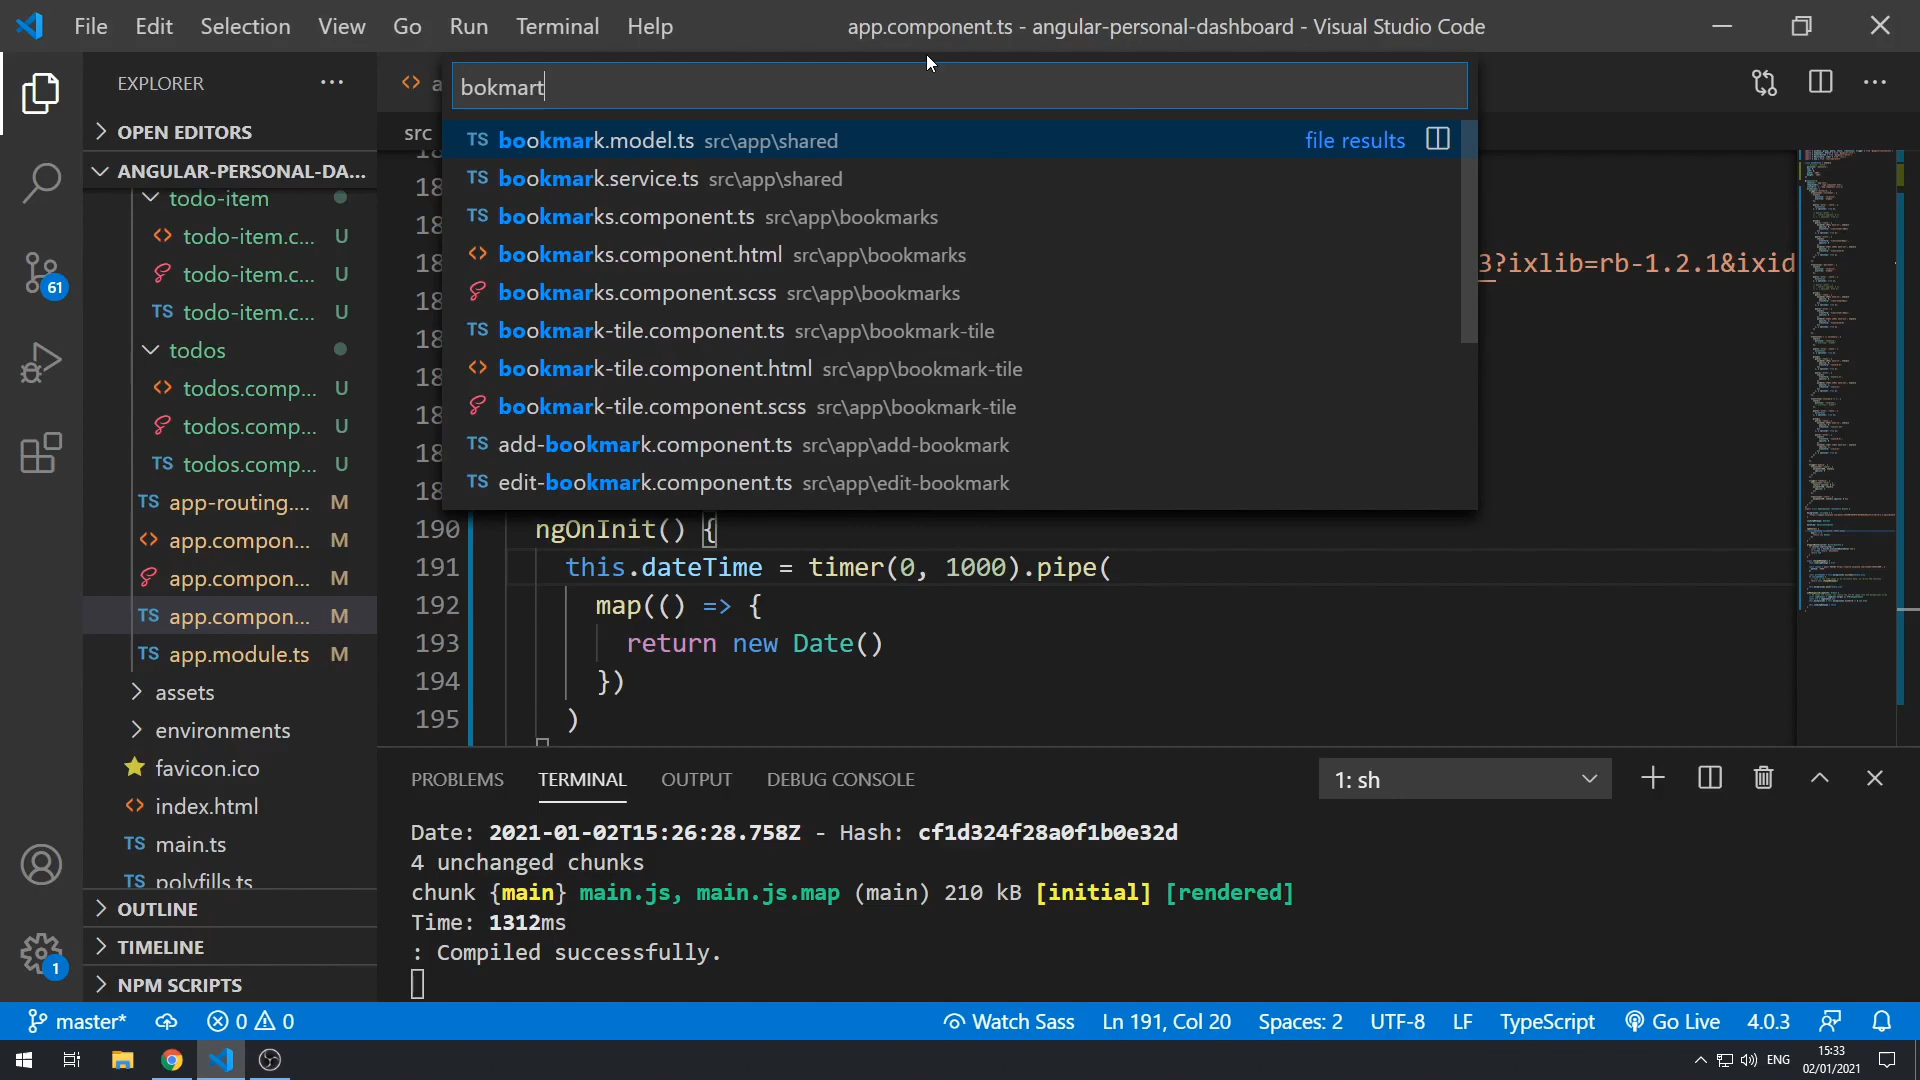 File Edit Selection View Go Run Terminal Help
app.component.ts - angular-personal-dashboard - Visual Studio Code
EXPLORER
OPEN EDITORS
ANGULAR-PERSONAL-DA...
todo-item
todo-item.c... U
todo-item.c... U
TS todo-item.c... U
todos
todos.comp... U
todos.comp... U
TS todos.comp... U
TS app-routing.... M
app.compon... M
app.compon... M
TS app.compon... M
TS app.module.ts M
assets
environments
favicon.ico
index.html
TS main.ts
TS polyfills.ts
OUTLINE
TIMELINE
NPM SCRIPTS
61
1
src
bokmart
TS bookmark.model.ts src\app\shared file results
TS bookmark.service.ts src\app\shared
TS bookmarks.component.ts src\app\bookmarks
bookmarks.component.html src\app\bookmarks
bookmarks.component.scss src\app\bookmarks
TS bookmark-tile.component.ts src\app\bookmark-tile
bookmark-tile.component.html src\app\bookmark-tile
bookmark-tile.component.scss src\app\bookmark-tile
TS add-bookmark.component.ts src\app\add-bookmark
TS edit-bookmark.component.ts src\app\edit-bookmark
3?ixlib=rb-1.2.1&ixid
190 ngOnInit() {
191 this.dateTime = timer(0, 1000).pipe(
192 map(() => {
193 return new Date()
194 })
195 )
PROBLEMS TERMINAL OUTPUT DEBUG CONSOLE 1: sh
Date: 2021-01-02T15:26:28.758Z - Hash: cf1d324f28a0f1b0e32d
4 unchanged chunks
chunk {main} main.js, main.js.map (main) 210 kB [initial] [rendered]
Time: 1312ms
: Compiled successfully.
master* 0 0 Watch Sass Ln 191, Col 20 Spaces: 2 UTF-8 LF TypeScript Go Live 4.0.3
ENG 15:33
02/01/2021